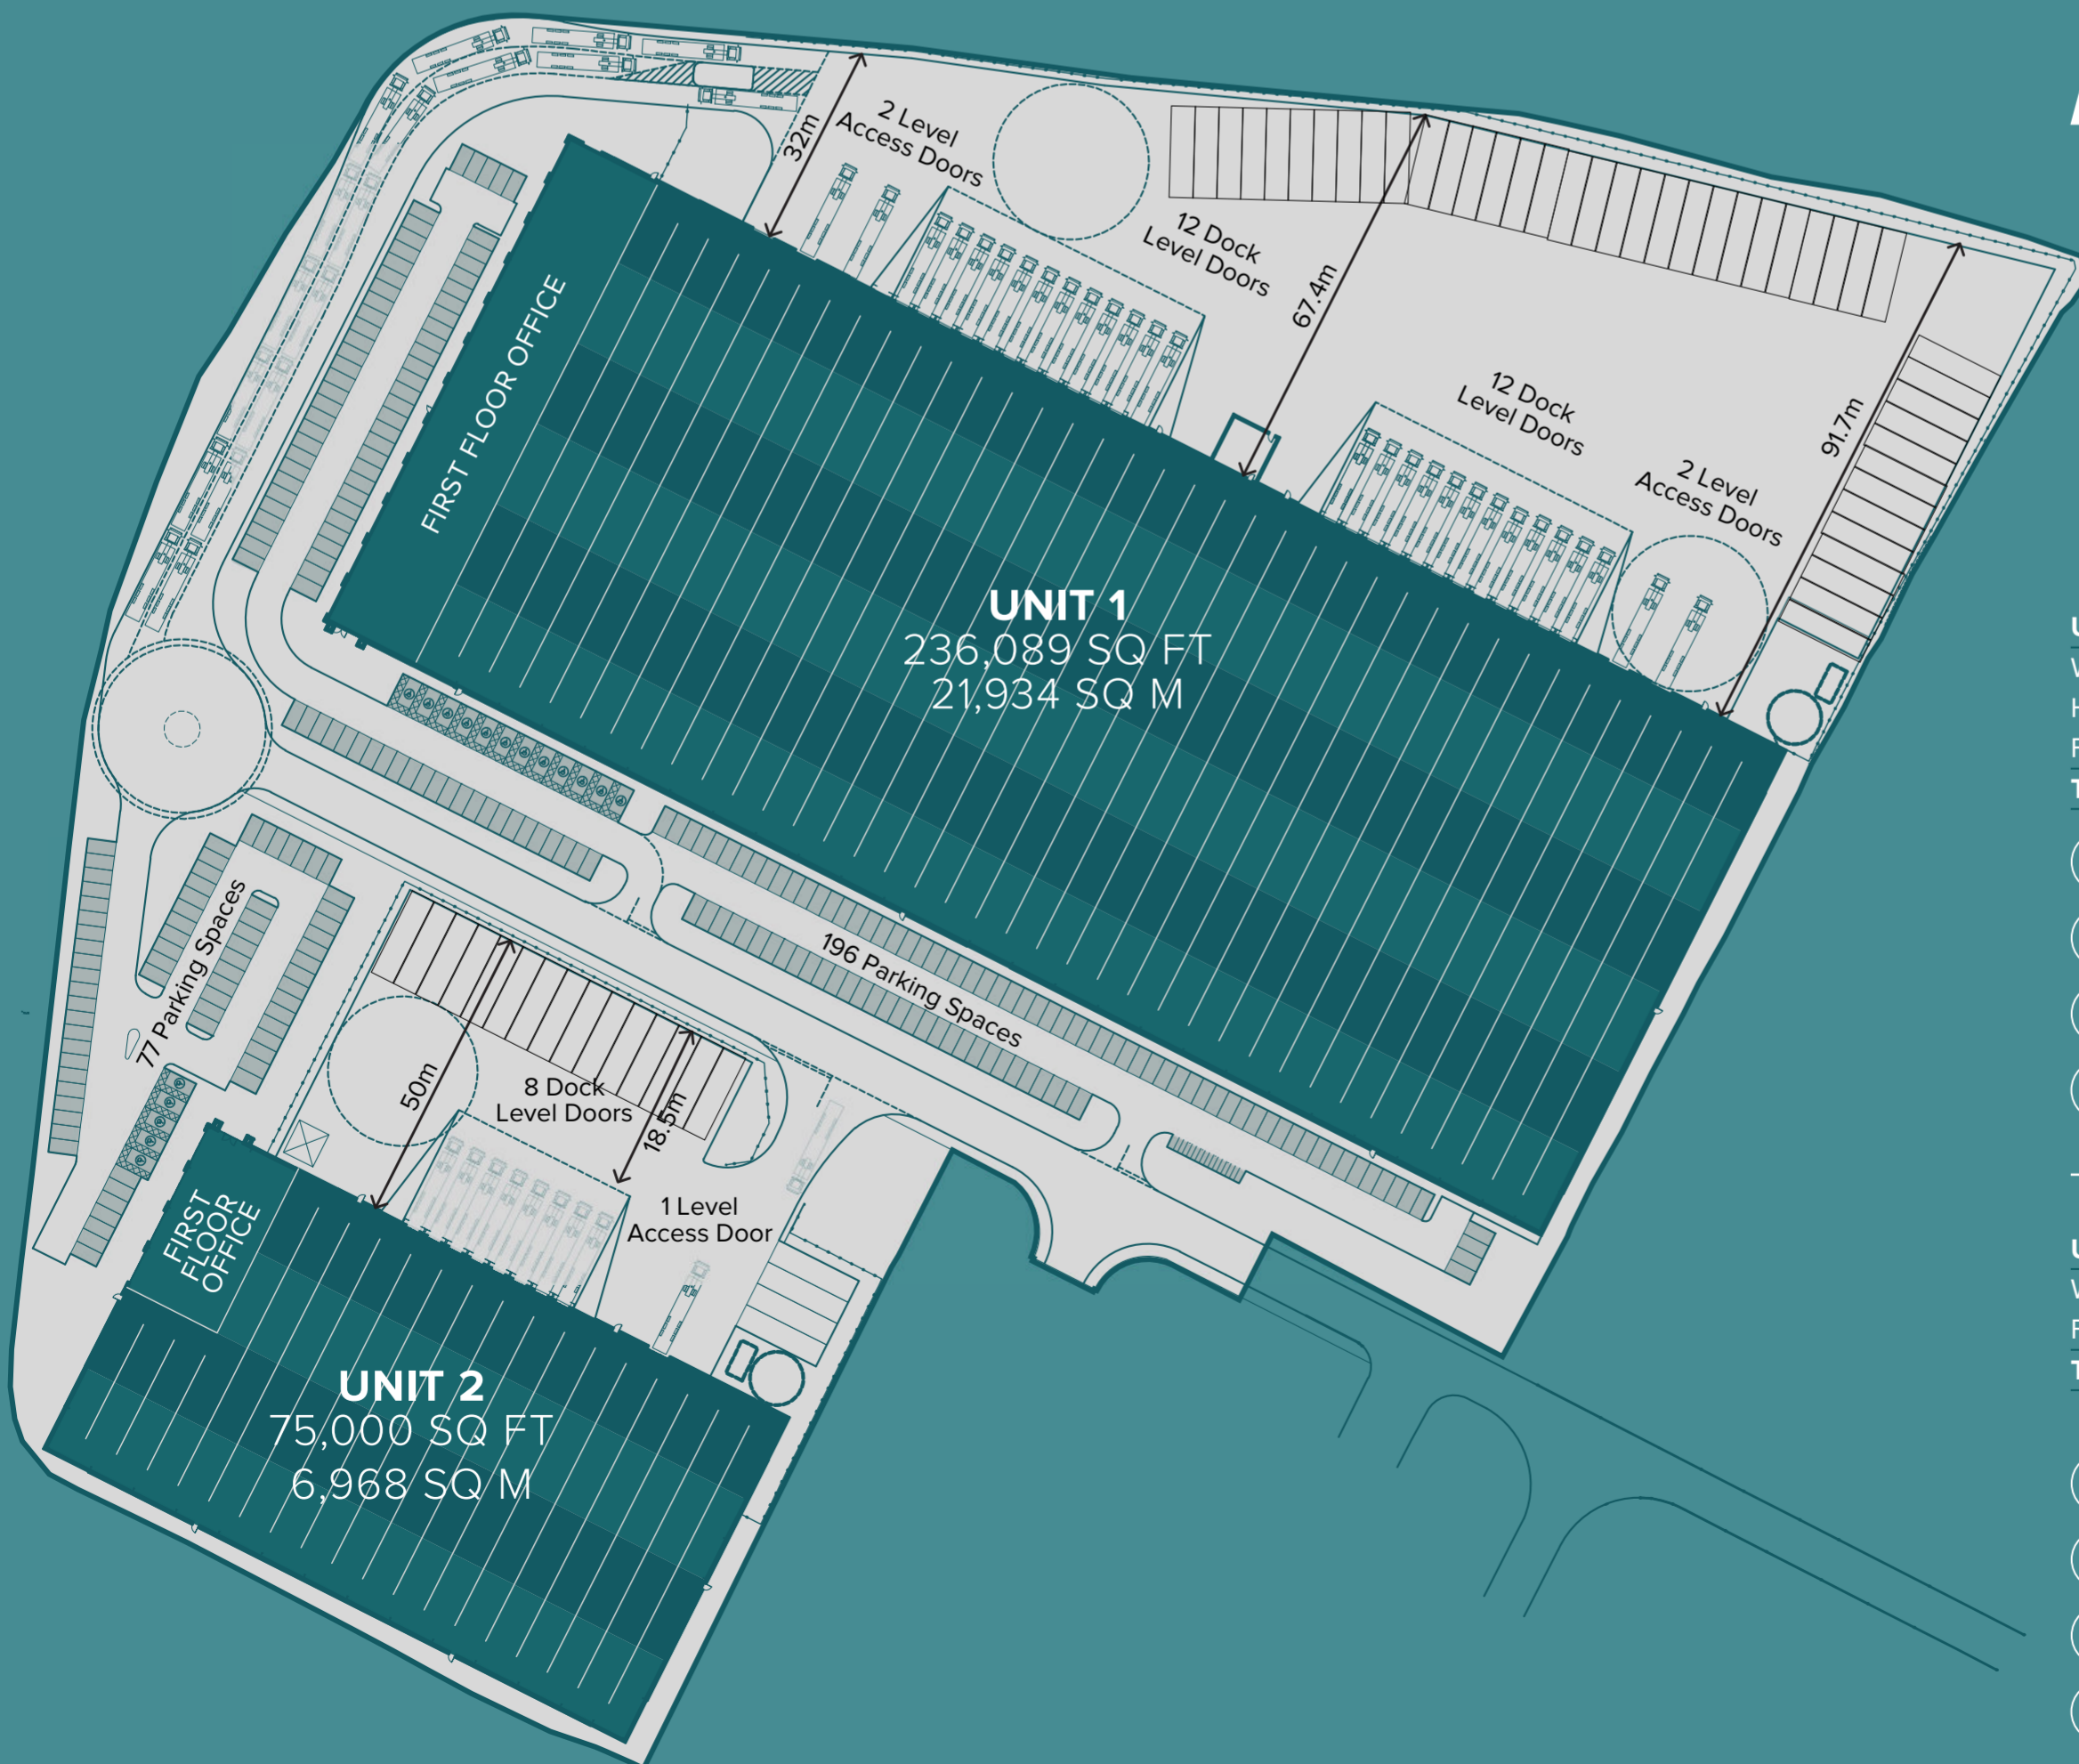 32m
2 Level
Access Doors
12 Dock
Level Doors
67.4m
12 Dock
Level Doors
2 Level
Access Doors
91.7m
FIRST FLOOR OFFICE
UNIT 1
236,089 SQ FT
21,934 SQ M
77 Parking Spaces
196 Parking Spaces
50m
8 Dock
Level Doors
18.5m
1 Level
Access Door
FIRST
FLOOR
OFFICE
UNIT 2
75,000 SQ FT
6,968 SQ M